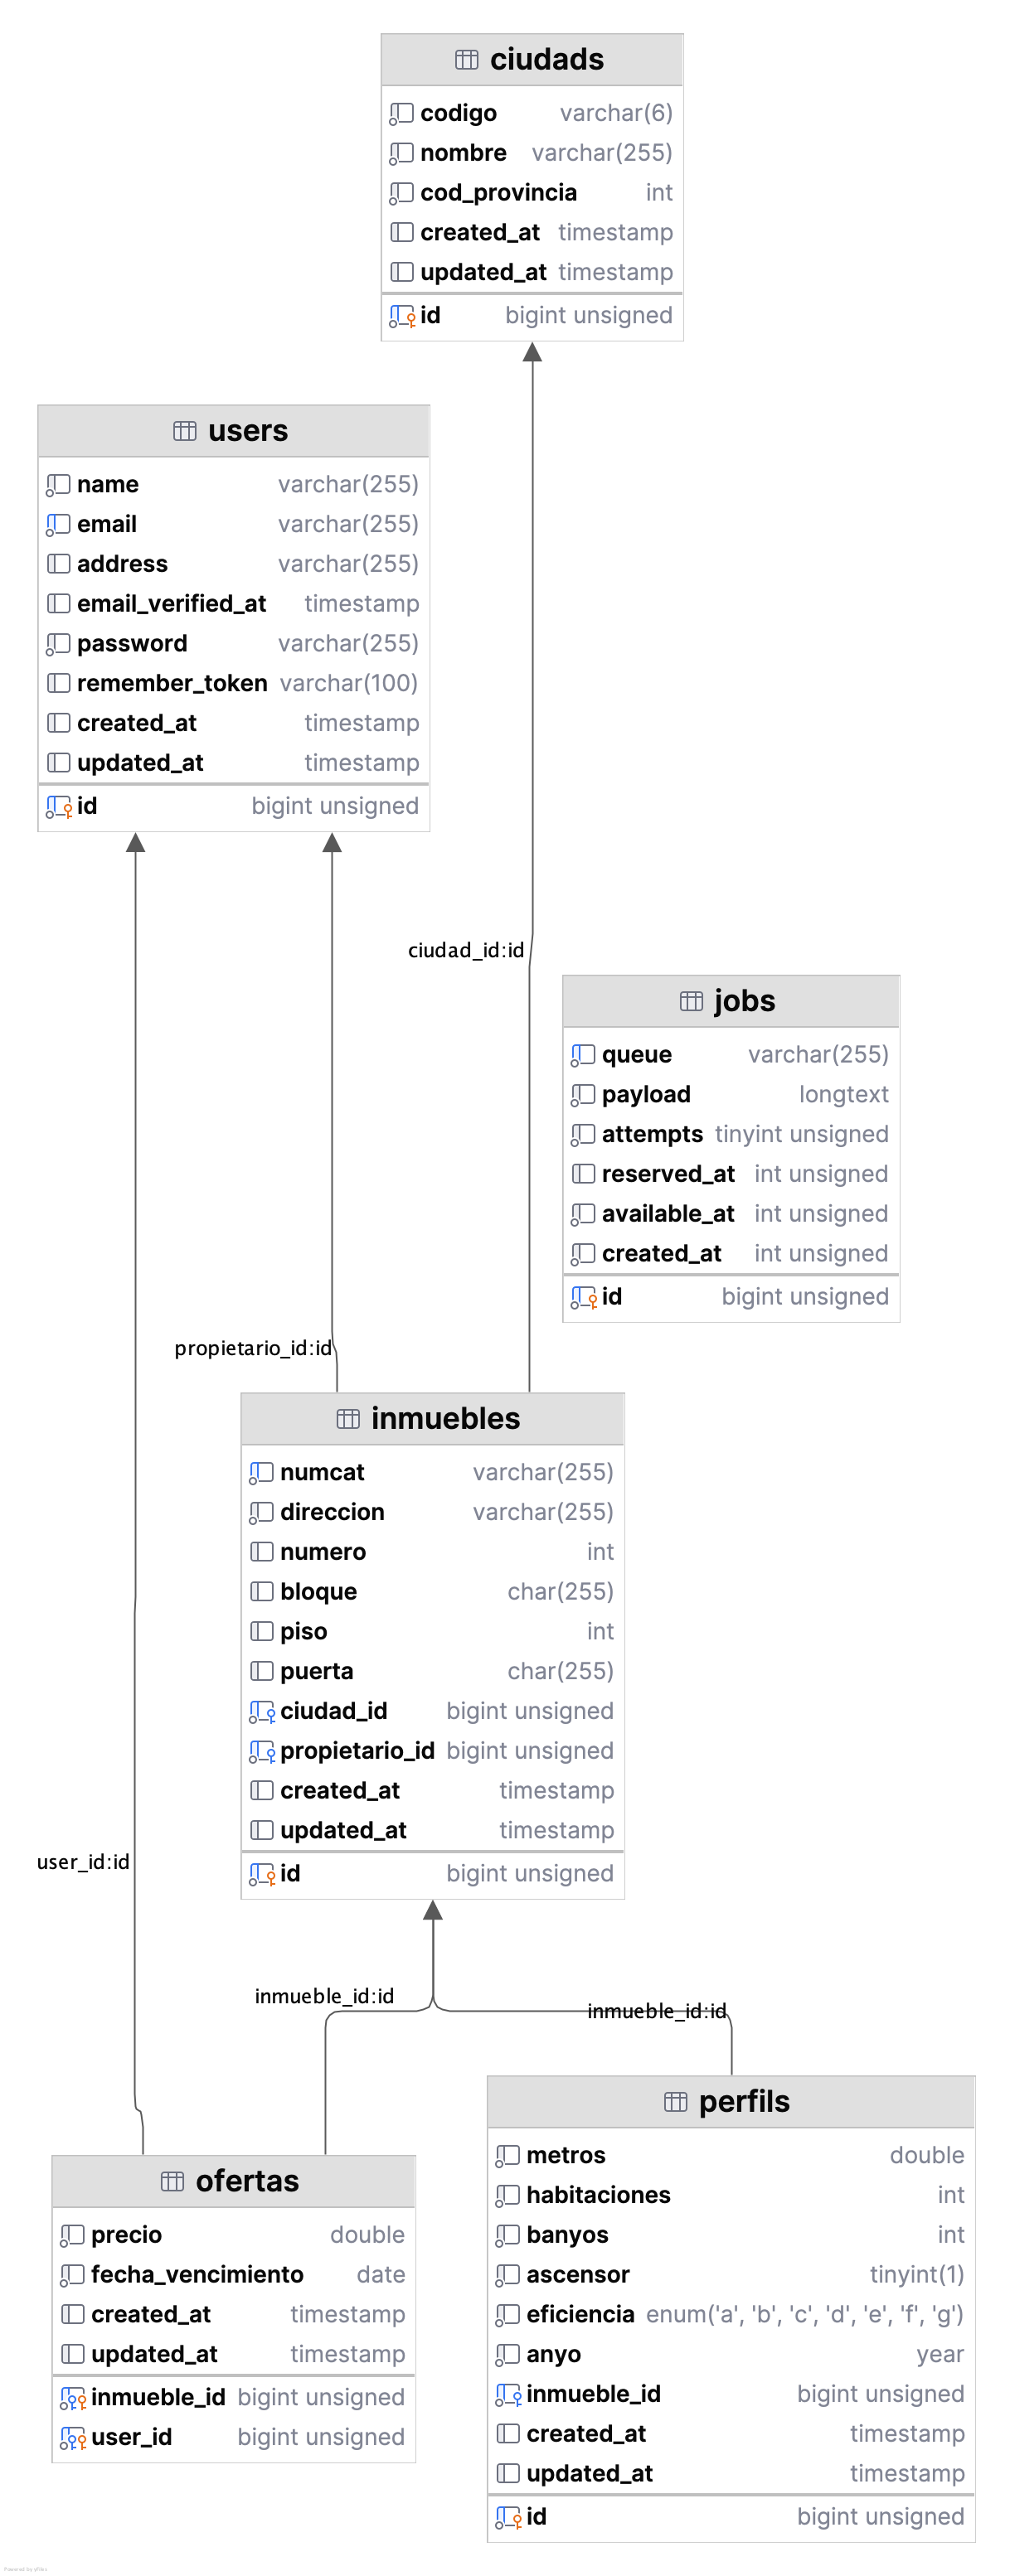 ciudads
codigo varchar(6)
nombre varchar(255)
cod_provincia int
created_at timestamp
updated_at timestamp
id bigint unsigned
users
name varchar(255)
email varchar(255)
address varchar(255)
email_verified_at timestamp
password varchar(255)
remember_token varchar(100)
created_at timestamp
updated_at timestamp
id bigint unsigned
ciudad_id:id
jobs
queue varchar(255)
payload longtext
attempts tinyint unsigned
reserved_at int unsigned
available_at int unsigned
created_at int unsigned
id bigint unsigned
propietario_id:id
inmuebles
numcat varchar(255)
direccion varchar(255)
numero int
bloque char(255)
piso int
puerta char(255)
ciudad_id bigint unsigned
propietario_id bigint unsigned
created_at timestamp
updated_at timestamp
id bigint unsigned
user_id:id
inmueble_id:id
inmueble_id:id
perfils
metros double
habitaciones int
banyos int
ascensor tinyint(1)
eficiencia enum('a', 'b', 'c', 'd', 'e', 'f', 'g')
anyo year
inmueble_id bigint unsigned
created_at timestamp
updated_at timestamp
id bigint unsigned
ofertas
precio double
fecha_vencimiento date
created_at timestamp
updated_at timestamp
inmueble_id bigint unsigned
user_id bigint unsigned
Powered by yFiles